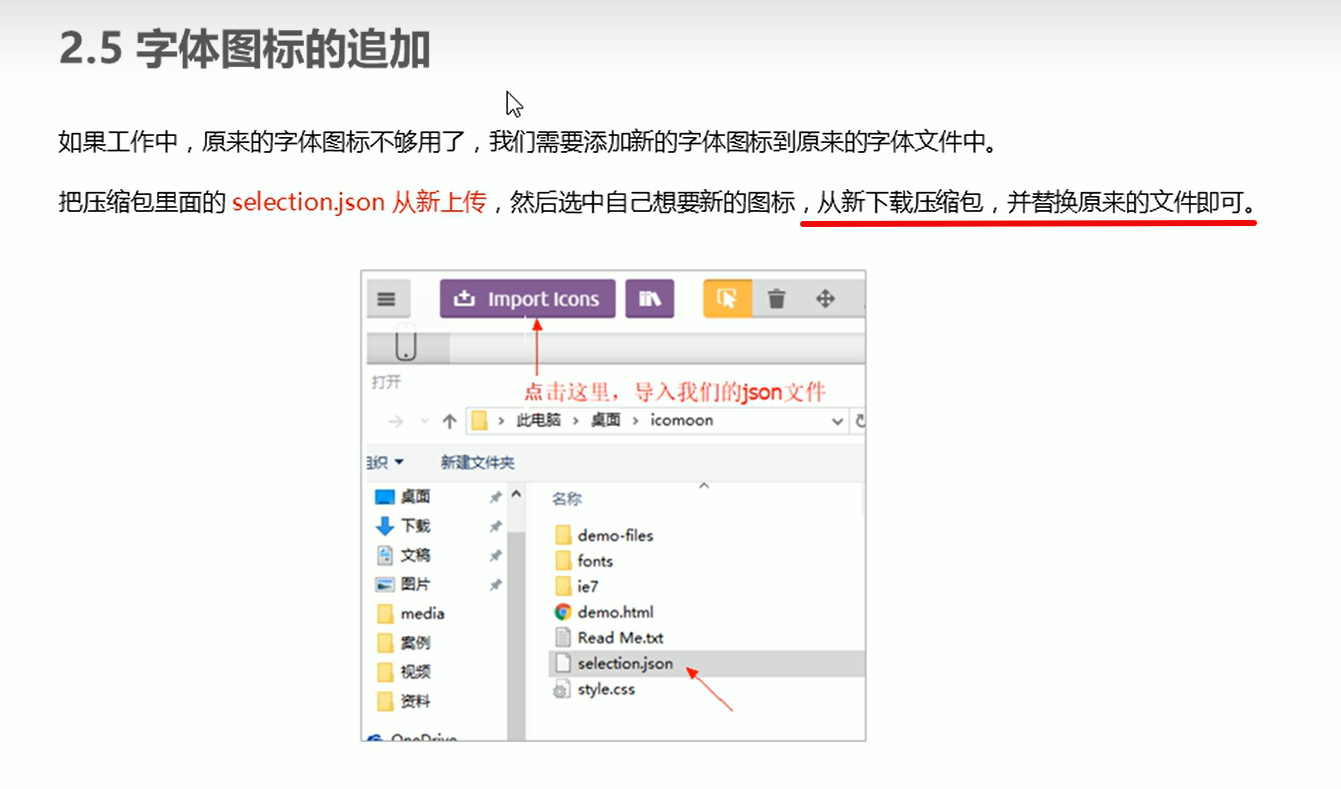 2.5 字体图标的追加
如果工作中，原来的字体图标不够用了，我们需要添加新的字体图标到原来的字体文件中。
把压缩包里面的 selection.json 从新上传，然后选中自己想要新的图标，从新下载压缩包，并替换原来的文件即可。
Import Icons
打开
点击这里，导入我们的json文件
此电脑 > 桌面 > icomoon
组织 新建文件夹
桌面
下载
文稿
图片
media
案例
视频
资料
OneDrive
名称
demo-files
fonts
ie7
demo.html
Read Me.txt
selection.json
style.css